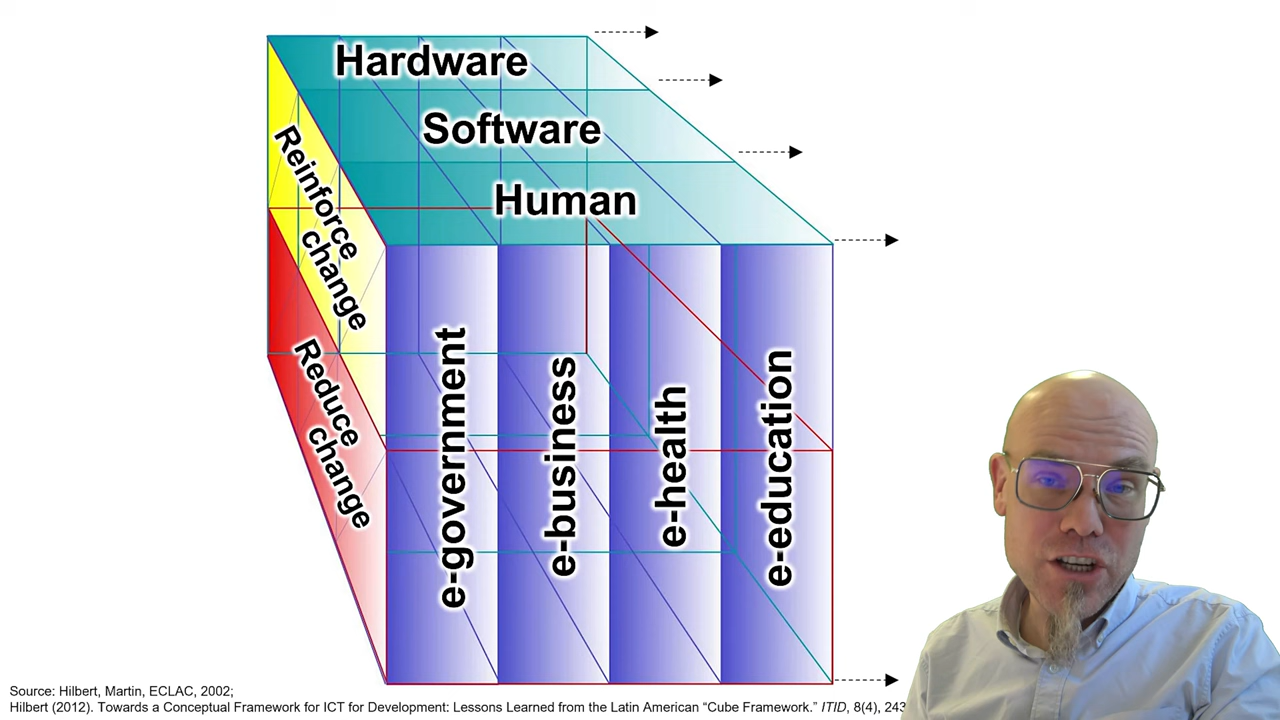 Hardware
Software
Human
Reinforce
change
Reduce
change
e-government
e-business
e-health
e-education
Source: Hilbert, Martin, ECLAC, 2002;
Hilbert (2012). Towards a Conceptual Framework for ICT for Development: Lessons Learned from the Latin American “Cube Framework.” ITID, 8(4), 243